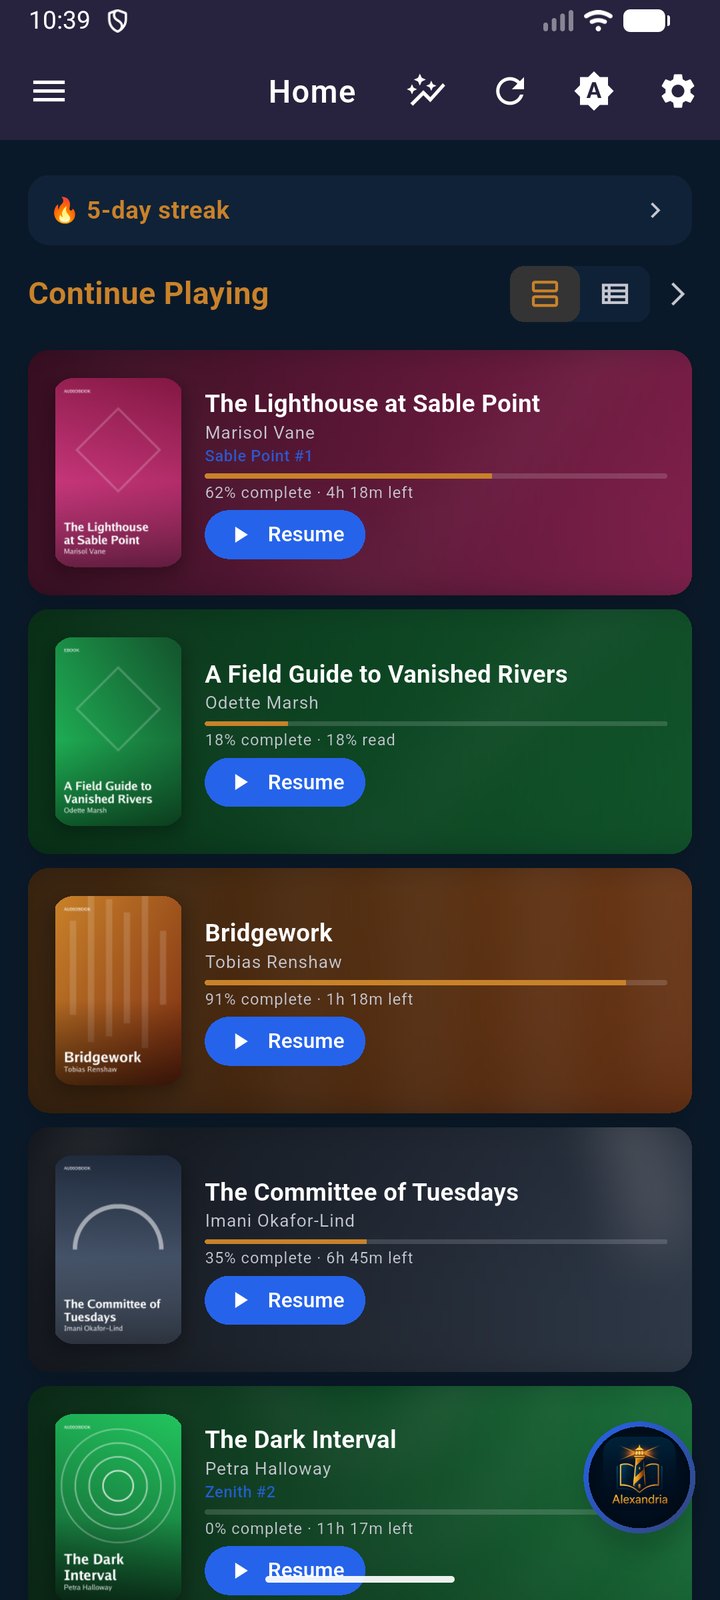 10:39
Home
A
🔥 5-day streak
Continue Playing
AUDIOBOOK
The Lighthouse
at Sable Point
Marisol Vane
The Lighthouse at Sable Point
Marisol Vane
Sable Point #1
62% complete · 4h 18m left
Resume
EBOOK
A Field Guide to
Vanished Rivers
Odette Marsh
A Field Guide to Vanished Rivers
Odette Marsh
18% complete · 18% read
Resume
AUDIOBOOK
Bridgework
Tobias Renshaw
Bridgework
Tobias Renshaw
91% complete · 1h 18m left
Resume
AUDIOBOOK
The Committee of
Tuesdays
Imani Okafor-Lind
The Committee of Tuesdays
Imani Okafor-Lind
35% complete · 6h 45m left
Resume
AUDIOBOOK
The Dark
Interval
Petra Halloway
The Dark Interval
Petra Halloway
Zenith #2
0% complete · 11h 17m left
Resume
Alexandria